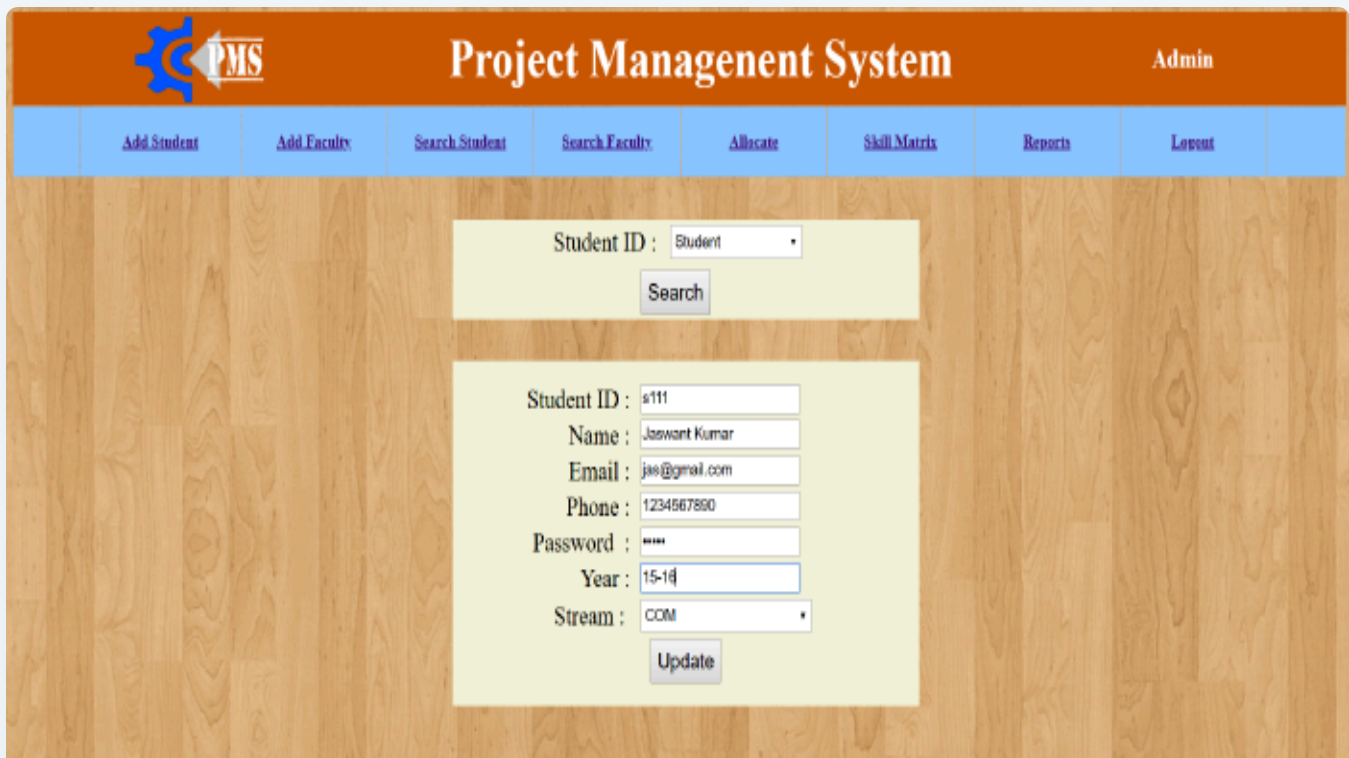 PMS
Project Managenent System
Admin
Add Student Add Faculty Search Student Search Faculty Allocate Skill Matrix Reports Logout
Student ID : Student
Search
Student ID : s111
Name : Jaswant Kumar
Email : jas@gmail.com
Phone : 1234567890
Password : •••••
Year : 15-16
Stream : COM
Update